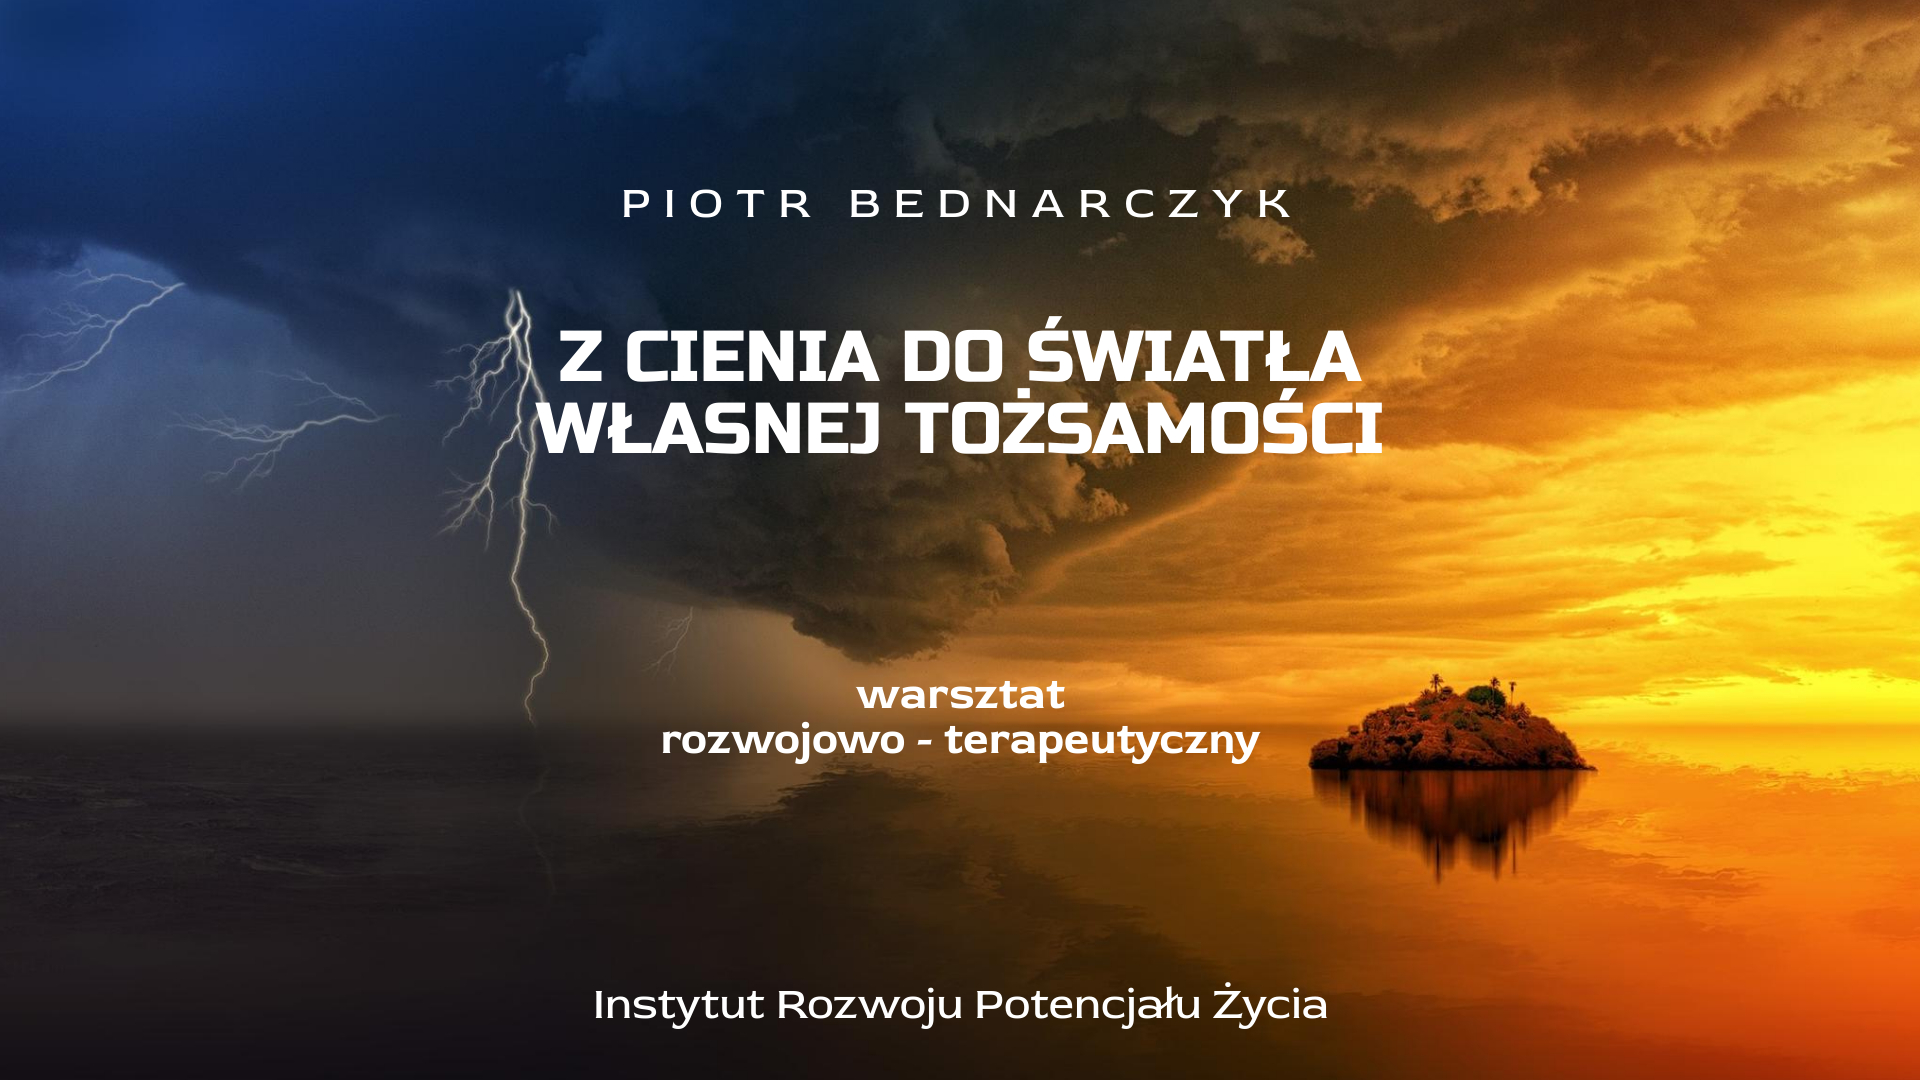 PIOTR BEDNARCZYK
Z CIENIA DO ŚWIATŁA
WŁASNEJ TOŻSAMOŚCI
warsztat
rozwojowo - terapeutyczny
Instytut Rozwoju Potencjału Życia